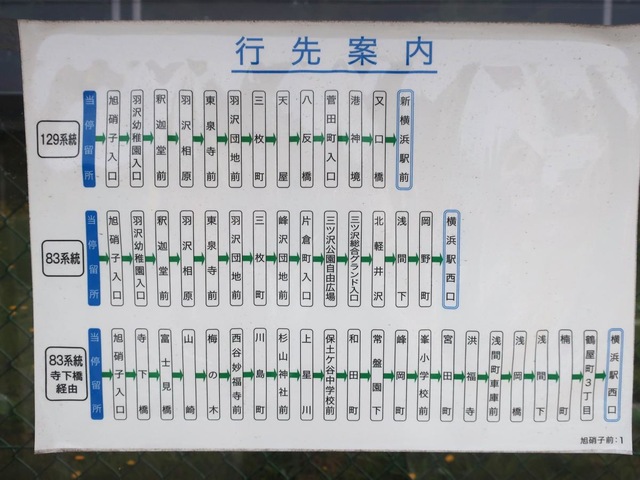 行先案内
129系統
当停留所
旭硝子入口
羽沢幼稚園入口
釈迦堂前
羽沢相原
東泉寺前
羽沢団地前
三枚町
天屋
八反橋
菅田町入口
港神境
又口橋
新横浜駅前
83系統
当停留所
旭硝子入口
羽沢幼稚園入口
釈迦堂前
羽沢相原
東泉寺前
羽沢団地前
三枚町
峰沢団地前
片倉町入口
三ツ沢公園自由広場
三ツ沢総合グランド入口
北軽井沢
浅間下
岡野町
横浜駅西口
83系統
寺下橋
経由
当停留所
旭硝子入口
寺下橋
富士見橋
山崎
梅の木
西谷妙福寺前
川島町
杉山神社前
上星川
保土ケ谷中学校前
和田町
常盤園下
峰岡町
峯小学校前
宮田町
洪福寺
浅間町車庫前
浅岡橋
浅間下
楠町
鶴屋町3丁目
横浜駅西口
旭硝子前:1